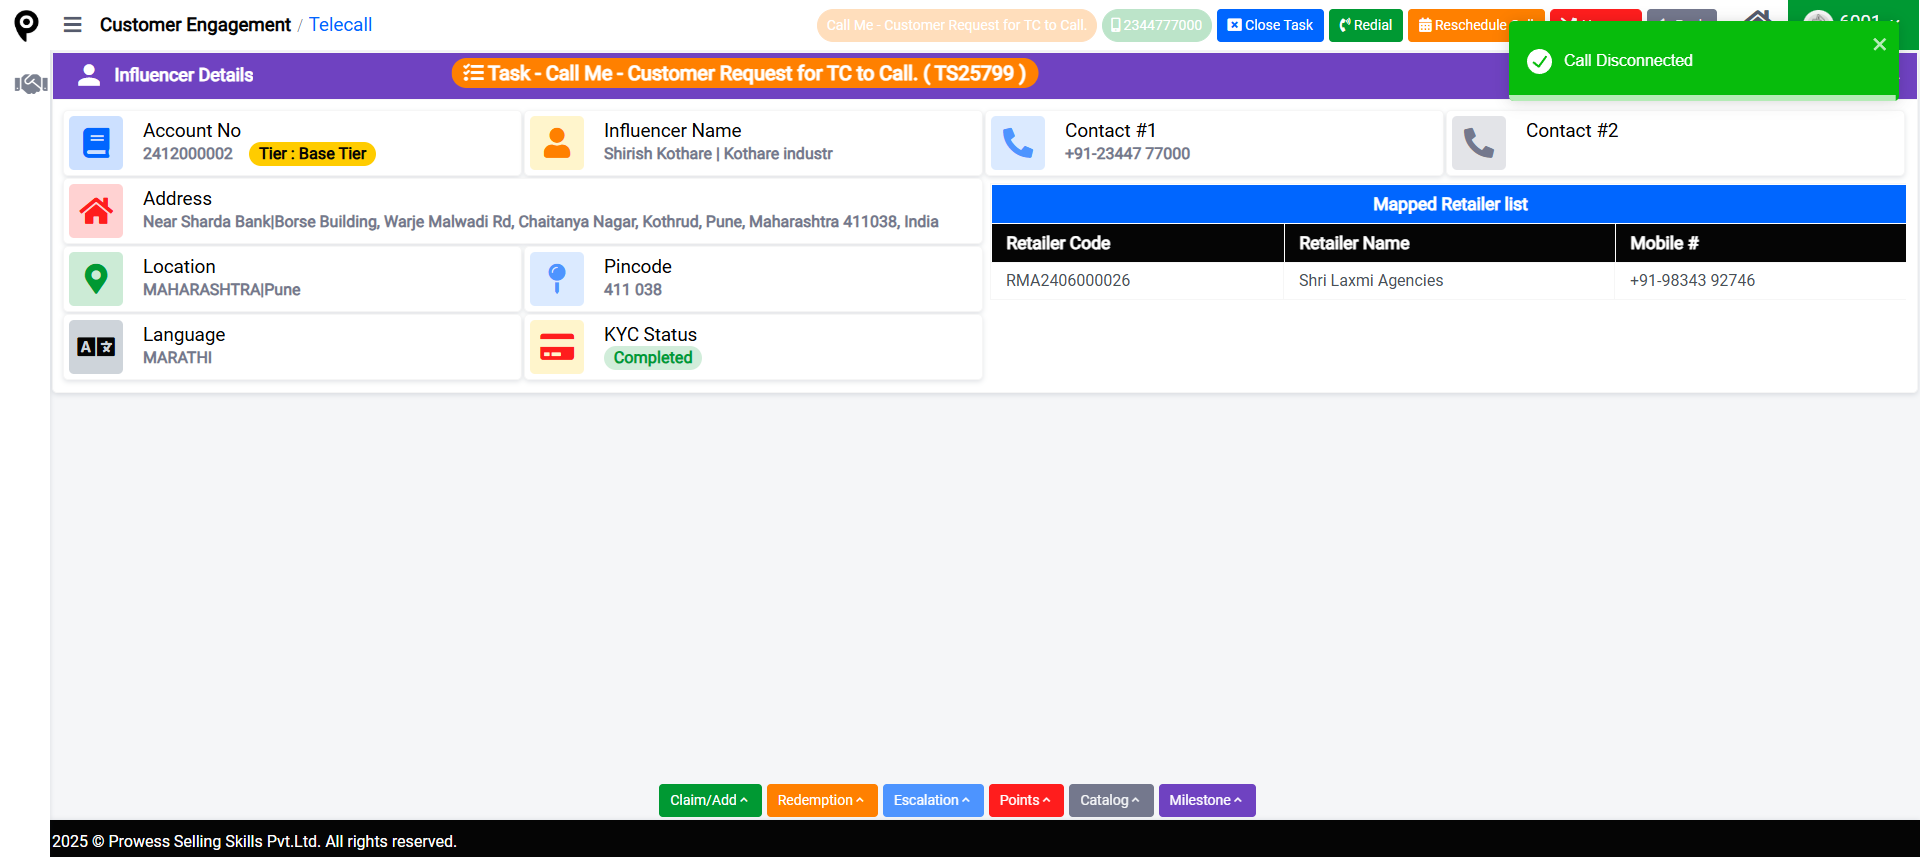 Customer Engagement / Telecall
Call Me - Customer Request for TC to Call.
2344777000
Close Task
Redial
Reschedule
Call Disconnected
Influencer Details
Task - Call Me - Customer Request for TC to Call. ( TS25799 )
Account No
2412000002 Tier : Base Tier
Influencer Name
Shirish Kothare | Kothare industr
Contact #1
+91-23447 77000
Contact #2
Address
Near Sharda Bank|Borse Building, Warje Malwadi Rd, Chaitanya Nagar, Kothrud, Pune, Maharashtra 411038, India
Location
MAHARASHTRA|Pune
Pincode
411 038
Language
MARATHI
KYC Status
Completed
Mapped Retailer list
Retailer Code Retailer Name Mobile #
RMA2406000026 Shri Laxmi Agencies +91-98343 92746
Claim/Add
Redemption
Escalation
Points
Catalog
Milestone
2025 © Prowess Selling Skills Pvt.Ltd. All rights reserved.